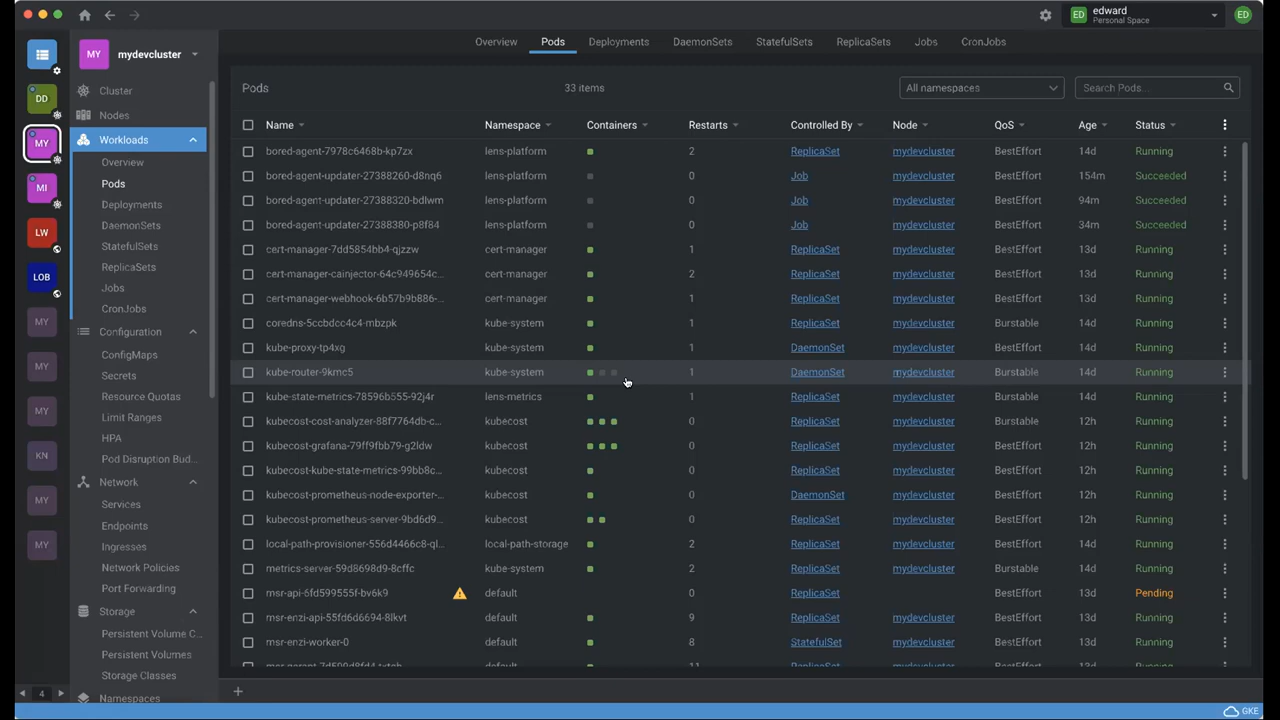 edward
ED
Personal Space
ED
MY
mydevcluster
Overview
Pods
Deployments
DaemonSets
StatefulSets
ReplicaSets
Jobs
CronJobs
DD
MY
MI
LW
LOB
MY
MY
MY
KN
MY
MY
4
Cluster
Nodes
Workloads
Overview
Pods
Deployments
DaemonSets
StatefulSets
ReplicaSets
Jobs
CronJobs
Configuration
ConfigMaps
Secrets
Resource Quotas
Limit Ranges
HPA
Pod Disruption Bud...
Network
Services
Endpoints
Ingresses
Network Policies
Port Forwarding
Storage
Persistent Volume C...
Persistent Volumes
Storage Classes
Namespaces
Pods 33 items All namespaces Search Pods...
Name Namespace Containers Restarts Controlled By Node QoS Age Status
bored-agent-7978c6468b-kp7zx lens-platform 2 ReplicaSet mydevcluster BestEffort 14d Running
bored-agent-updater-27388260-d8nq6 lens-platform 0 Job mydevcluster BestEffort 154m Succeeded
bored-agent-updater-27388320-bdlwm lens-platform 0 Job mydevcluster BestEffort 94m Succeeded
bored-agent-updater-27388380-p8f84 lens-platform 0 Job mydevcluster BestEffort 34m Succeeded
cert-manager-7dd5854bb4-qjzzw cert-manager 1 ReplicaSet mydevcluster BestEffort 13d Running
cert-manager-cainjector-64c949654c... cert-manager 2 ReplicaSet mydevcluster BestEffort 13d Running
cert-manager-webhook-6b57b9b886-... cert-manager 1 ReplicaSet mydevcluster BestEffort 13d Running
coredns-5ccbdcc4c4-mbzpk kube-system 1 ReplicaSet mydevcluster Burstable 14d Running
kube-proxy-tp4xg kube-system 1 DaemonSet mydevcluster BestEffort 14d Running
kube-router-9kmc5 kube-system 1 DaemonSet mydevcluster Burstable 14d Running
kube-state-metrics-78596b555-92j4r lens-metrics 1 ReplicaSet mydevcluster Burstable 14d Running
kubecost-cost-analyzer-88f7764db-c... kubecost 0 ReplicaSet mydevcluster Burstable 12h Running
kubecost-grafana-79ff9fbb79-g2ldw kubecost 0 ReplicaSet mydevcluster BestEffort 12h Running
kubecost-kube-state-metrics-99bb8c... kubecost 0 ReplicaSet mydevcluster BestEffort 12h Running
kubecost-prometheus-node-exporter-... kubecost 0 DaemonSet mydevcluster BestEffort 12h Running
kubecost-prometheus-server-9bd6d9... kubecost 0 ReplicaSet mydevcluster BestEffort 12h Running
local-path-provisioner-556d4466c8-ql... local-path-storage 2 ReplicaSet mydevcluster BestEffort 14d Running
metrics-server-59d8698d9-8cffc kube-system 2 ReplicaSet mydevcluster Burstable 14d Running
msr-api-6fd599555f-bv6k9 default 0 ReplicaSet BestEffort 13d Pending
msr-enzi-api-55fd6d6694-8lkvt default 9 ReplicaSet mydevcluster BestEffort 13d Running
msr-enzi-worker-0 default 8 StatefulSet mydevcluster BestEffort 13d Running
default 11 ReplicaSet mydevcluster BestEffort 13d Running
GKE